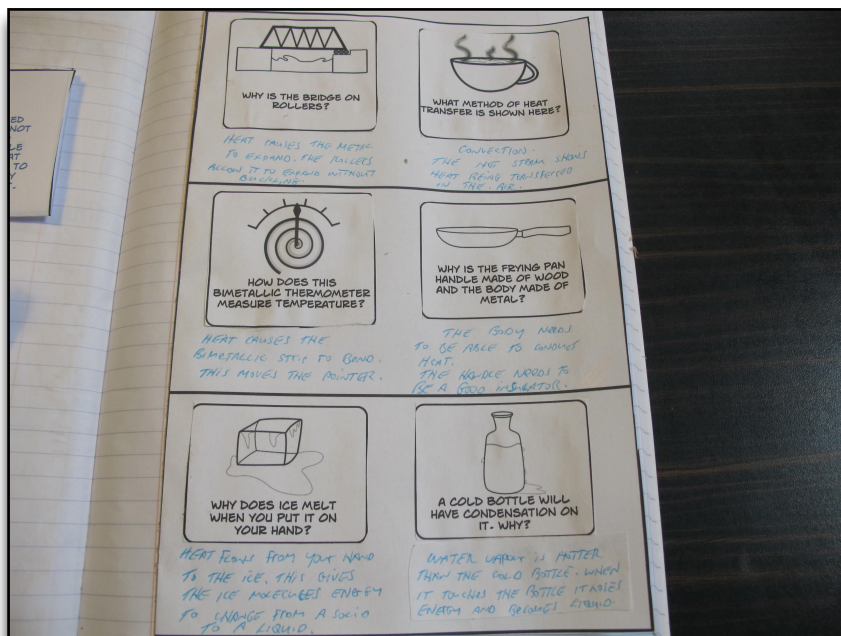 ED
NOT
LE
AT
TO
Y
WHY IS THE BRIDGE ON
ROLLERS?
HEAT CAUSES THE METAL
TO EXPAND. THE ROLLERS
ALLOW IT TO EXPAND WITHOUT
BUCKLING.
WHAT METHOD OF HEAT
TRANSFER IS SHOWN HERE?
CONVECTION.
THE HOT STEAM SHOWS
HEAT BEING TRANSFERRED
IN THE AIR.
HOW DOES THIS
BIMETALLIC THERMOMETER
MEASURE TEMPERATURE?
HEAT CAUSES THE
BIMETALLIC STRIP TO BEND.
THIS MOVES THE POINTER.
WHY IS THE FRYING PAN
HANDLE MADE OF WOOD
AND THE BODY MADE OF
METAL?
THE BODY NEEDS
TO BE ABLE TO CONDUCT
HEAT.
THE HANDLE NEEDS TO
BE A GOOD INSULATOR.
WHY DOES ICE MELT
WHEN YOU PUT IT ON
YOUR HAND?
HEAT FLOWS FROM YOUR HAND
TO THE ICE. THIS GIVES
THE ICE MOLECULES ENERGY
TO CHANGE FROM A SOLID
TO A LIQUID.
A COLD BOTTLE WILL
HAVE CONDENSATION ON
IT. WHY?
WATER VAPOUR IS HOTTER
THAN THE COLD BOTTLE. WHEN
IT TOUCHES THE BOTTLE IT LOSES
ENERGY AND BECOMES LIQUID.